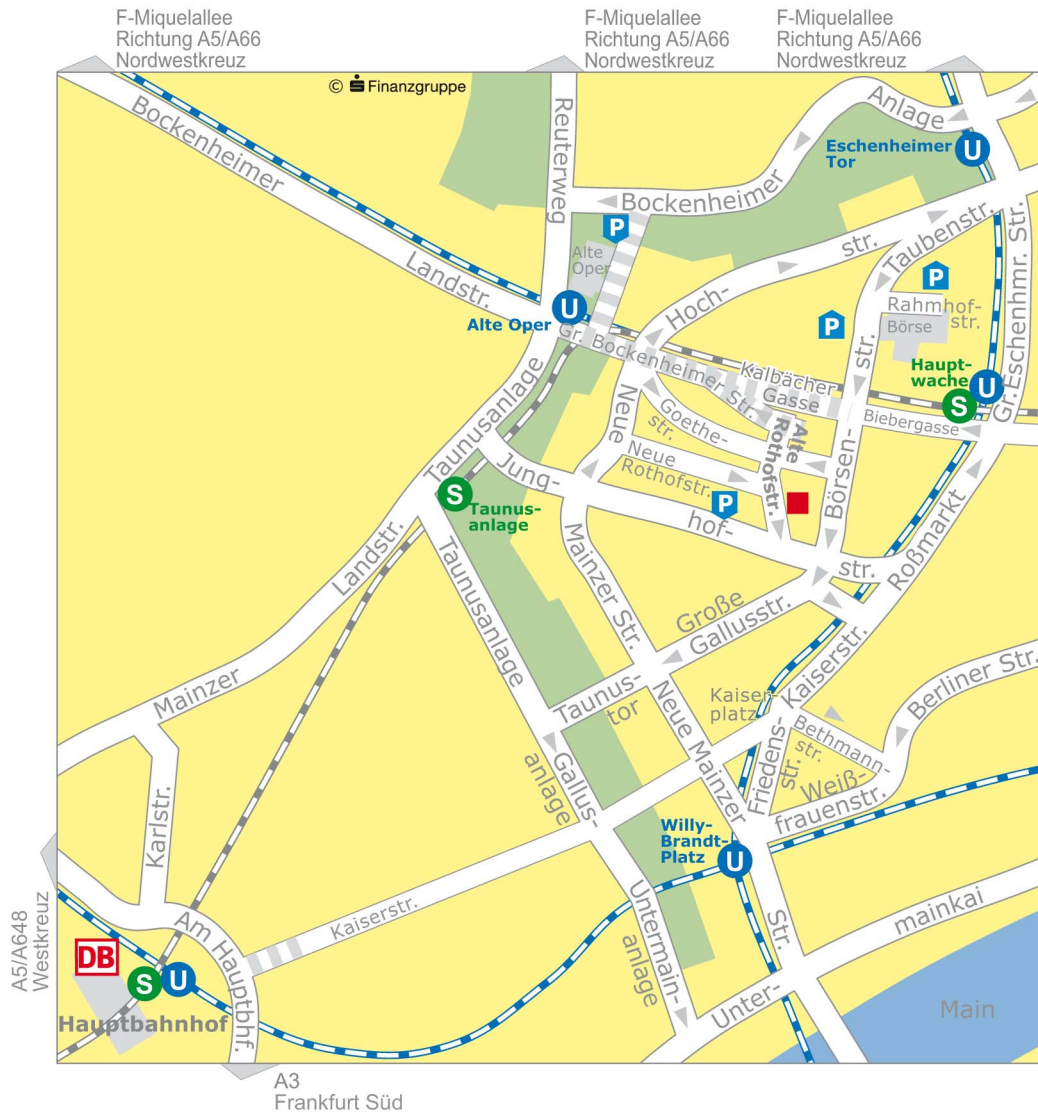 F-Miquelallee
Richtung A5/A66
Nordwestkreuz
F-Miquelallee
Richtung A5/A66
Nordwestkreuz
F-Miquelallee
Richtung A5/A66
Nordwestkreuz
© S Finanzgruppe
Bockenheimer
Landstr.
Reuterweg
Bockenheimer
Anlage
Eschenheimer
Tor
U
P
Alte
Oper
Hoch-
str.
Taubenstr.
P
Rahmhof-
str.
Börse
P
U
Alte Oper
Gr. Bockenheimer Str.
Kalbächer
Gasse
Haupt-
wache
U
S
Biebergasse
Gr.Eschenhmr. Str.
Taunusanlage
Neue
Goethe-
str.
Neue
Rothofstr.
Alte
Rothofstr.
Börsen-
str.
S
Taunus-
anlage
Jung-
hof-
str.
P
Roßmarkt
Landstr.
Mainzer
Taunusanlage
Mainzer Str.
Große
Gallusstr.
Taunus-
tor
Neue Mainzer
Str.
Kaiser-
platz
Kaiserstr.
Berliner Str.
Bethmann-
str.
Friedens-
str.
Weiß-
frauenstr.
Gallus-
anlage
Karlstr.
Willy-
Brandt-
Platz
U
A5/A648
Westkreuz
Kaiserstr.
Am Hauptbhf.
DB
S
U
Hauptbahnhof
Untermain-
anlage
Unter-
mainkai
Main
A3
Frankfurt Süd